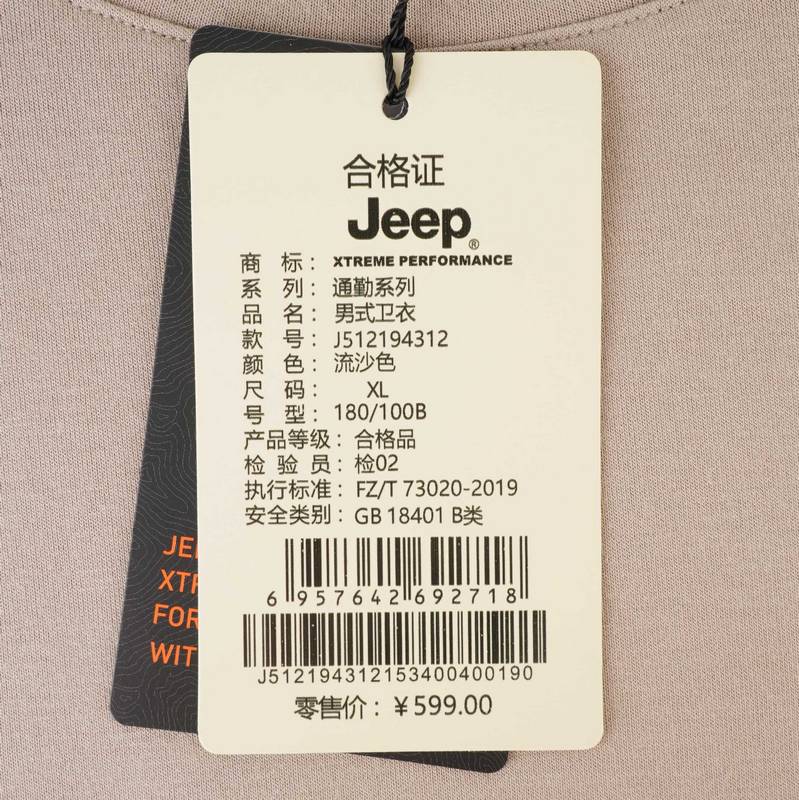 合格证
Jeep®
商 标： XTREME PERFORMANCE
系 列： 通勤系列
品 名： 男式卫衣
款 号： J512194312
颜 色： 流沙色
尺 码： XL
号 型： 180/100B
产品等级： 合格品
检 验 员： 检02
执行标准： FZ/T 73020-2019
安全类别： GB 18401 B类
6 957642 692718
J512194312153400400190
零售价：￥599.00
JE
XT
FOR
WIT